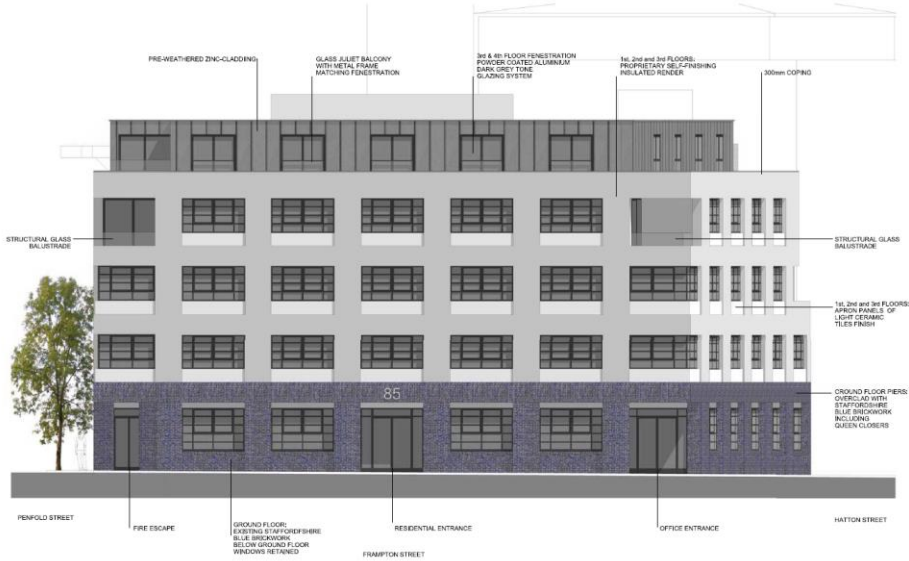 PRE-WEATHERED ZINC-CLADDIING
GLASS JULIET BALCONY
WITH METAL FRAME
MATCHING FENESTRATION
3rd & 4th FLOOR FENESTRATION
POWDER COATED ALUMINIUM
DARK GREY TONE
GLAZING SYSTEM
1st, 2nd and 3rd FLOORS:
PROPRIETARY SELF-FINISHING
INSULATED RENDER
300mm COPING
STRUCTURAL GLASS
BALUSTRADE
STRUCTURAL GLASS
BALUSTRADE
1st, 2nd and 3rd FLOORS:
APRON PANELS OF
LIGHT CERAMIC
TILES FINISH
85
GROUND FLOOR PIERS:
OVERCLAD WITH
STAFFORDSHIRE
BLUE BRICKWORK
INCLUDING
QUEEN CLOSERS
PENFOLD STREET
HATTON STREET
FIRE ESCAPE
GROUND FLOOR:
EXISTING STAFFORDFSHIRE
BLUE BRICKWORK
BELOW GROUND FLOOR
WINDOWS RETAINED
RESIDENTIAL ENTRANCE
OFFICE ENTRANCE
FRAMPTON STREET